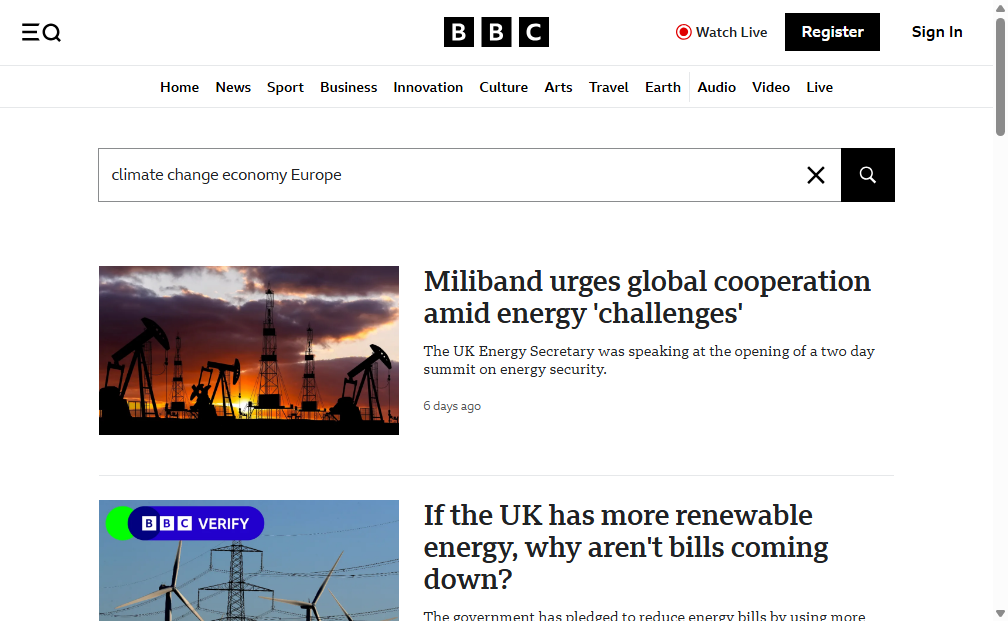 BBC
Watch Live
Register
Sign In
Home News Sport Business Innovation Culture Arts Travel Earth Audio Video Live
climate change economy Europe
Miliband urges global cooperation
amid energy 'challenges'
The UK Energy Secretary was speaking at the opening of a two day
summit on energy security.
6 days ago
BBC VERIFY
If the UK has more renewable
energy, why aren't bills coming
down?
The government has pledged to reduce energy bills by using more